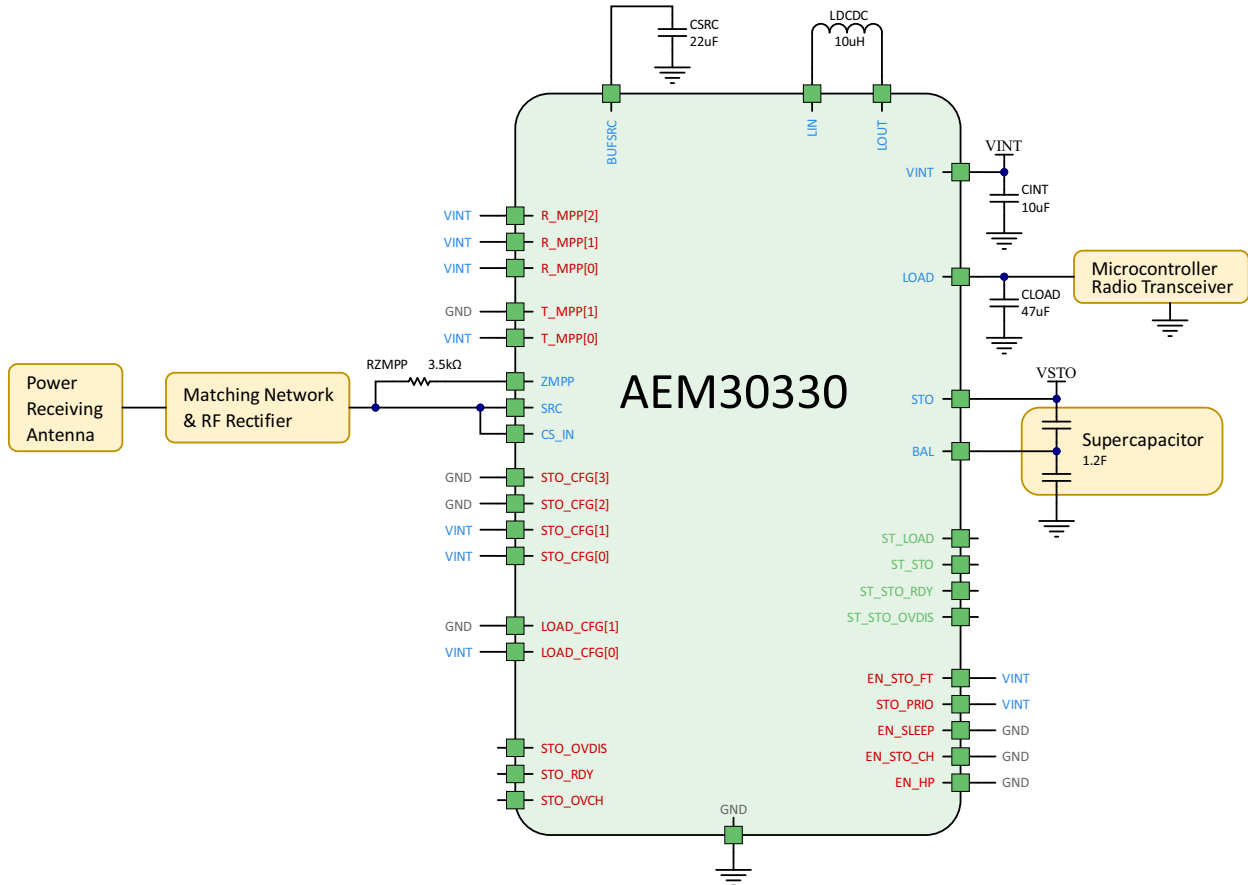 CSRC
22uF
LDCDC
10uH
BUFSRC
LIN
LOUT
VINT
VINT
CINT
10uF
VINT
R_MPP[2]
VINT
R_MPP[1]
VINT
R_MPP[0]
LOAD
Microcontroller
Radio Transceiver
CLOAD
47uF
GND
T_MPP[1]
VINT
T_MPP[0]
RZMPP
3.5kΩ
ZMPP
Power
Receiving
Antenna
Matching Network
& RF Rectifier
SRC
CS_IN
AEM30330
VSTO
STO
BAL
Supercapacitor
1.2F
GND
STO_CFG[3]
GND
STO_CFG[2]
VINT
STO_CFG[1]
VINT
STO_CFG[0]
ST_LOAD
ST_STO
ST_STO_RDY
ST_STO_OVDIS
GND
LOAD_CFG[1]
VINT
LOAD_CFG[0]
EN_STO_FT
VINT
STO_PRIO
VINT
EN_SLEEP
GND
EN_STO_CH
GND
EN_HP
GND
STO_OVDIS
STO_RDY
STO_OVCH
GND